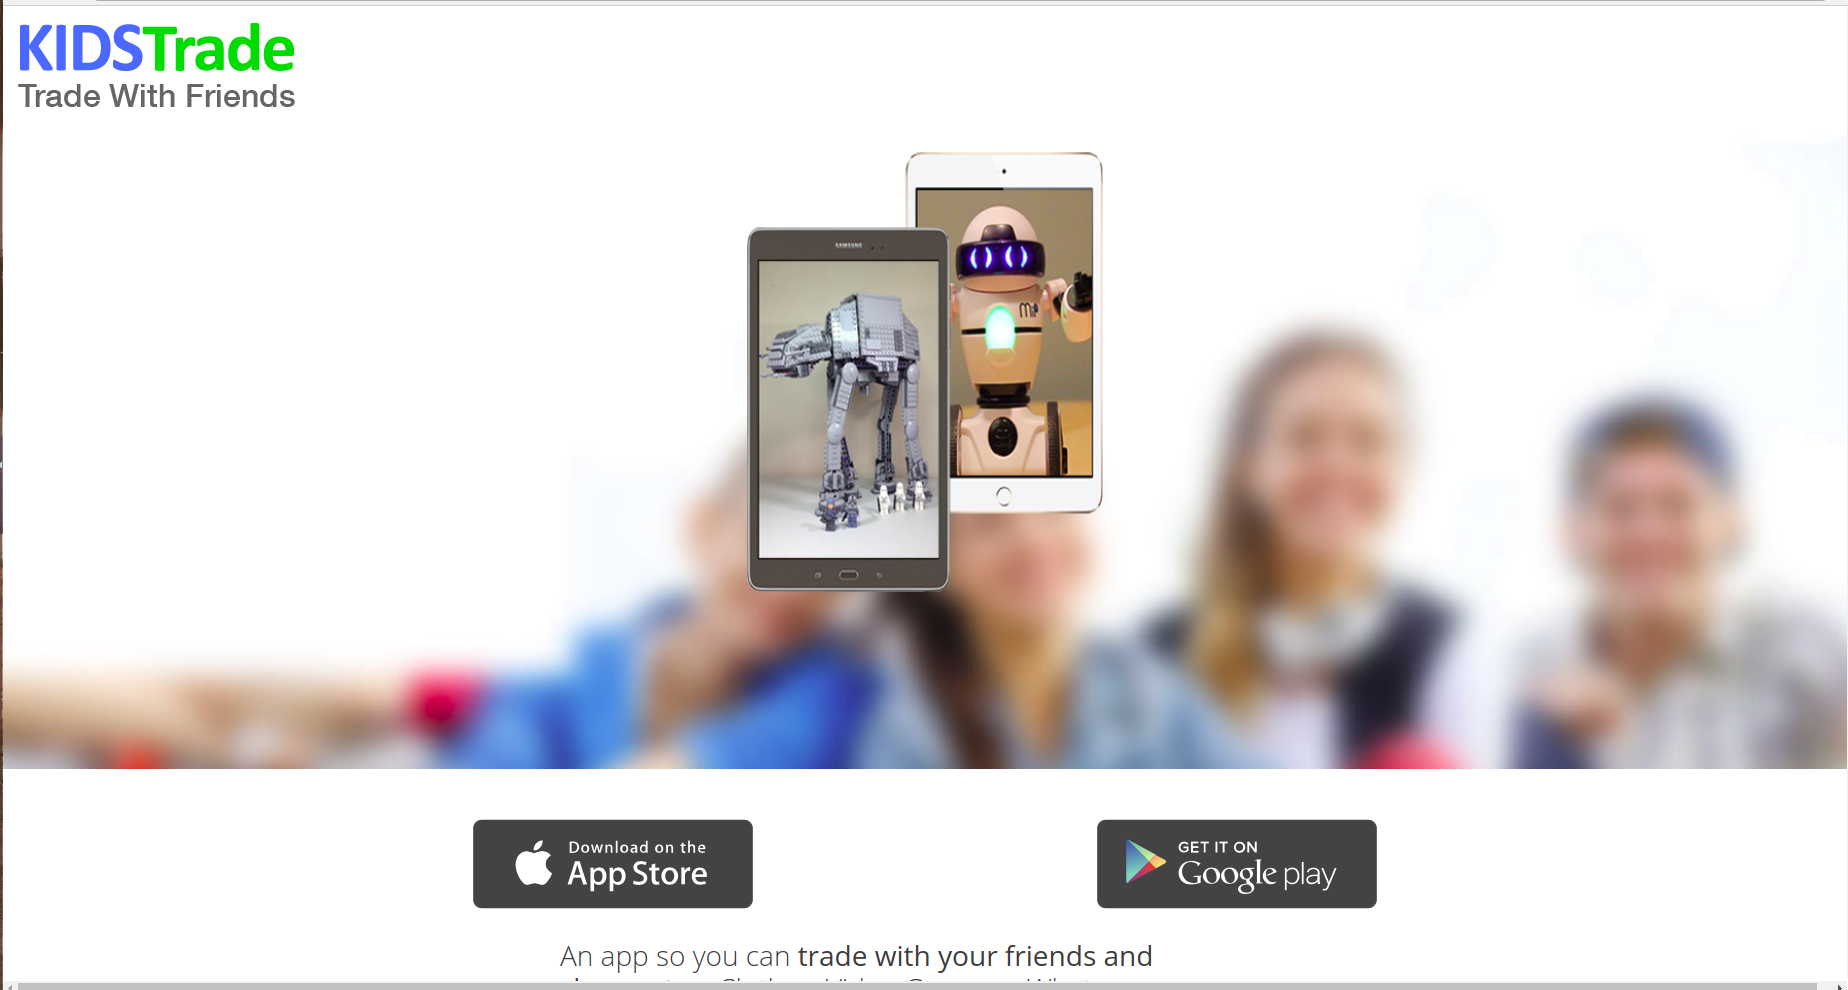 KIDSTrade
Trade With Friends
SAMSUNG
MiP
Download on the
App Store
GET IT ON
Google play
An app so you can trade with your friends and